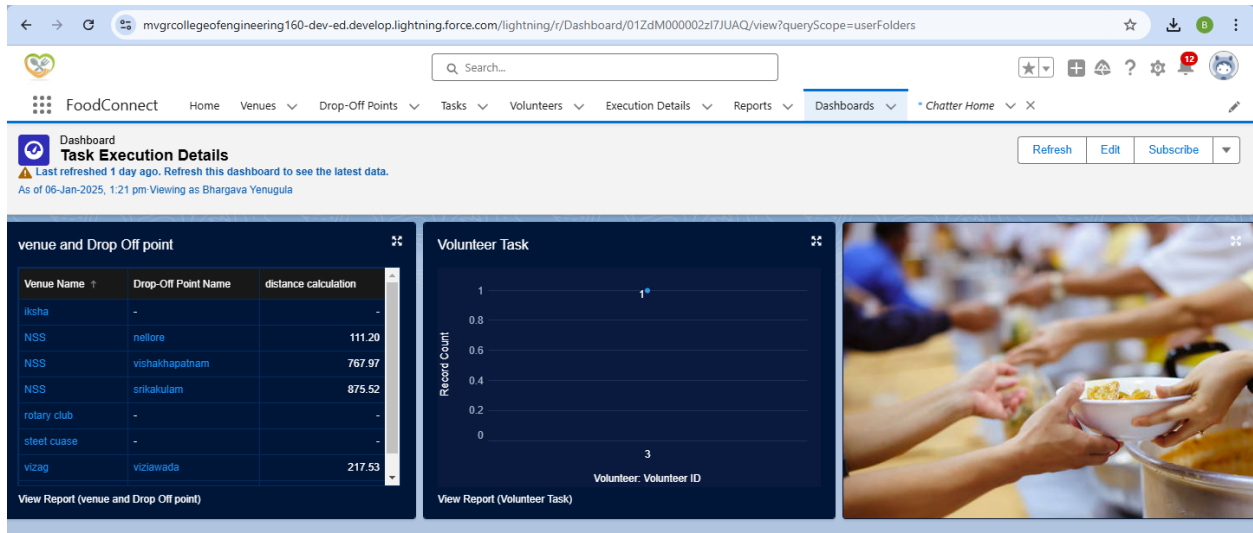 mvgrcollegeofengineering160-dev-ed.develop.lightning.force.com/lightning/r/Dashboard/01ZdM000002zI7JUAQ/view?queryScope=userFolders
B
Search...
12
FoodConnect Home Venues Drop-Off Points Tasks Volunteers Execution Details Reports Dashboards * Chatter Home
Dashboard
Task Execution Details
Last refreshed 1 day ago. Refresh this dashboard to see the latest data.
As of 06-Jan-2025, 1:21 pm·Viewing as Bhargava Yenugula
Refresh Edit Subscribe
venue and Drop Off point
Venue Name ↑ Drop-Off Point Name distance calculation
iksha - -
NSS nellore 111.20
NSS vishakhapatnam 767.97
NSS srikakulam 875.52
rotary club - -
steet cuase - -
vizag viziawada 217.53
View Report (venue and Drop Off point)
Volunteer Task
Record Count
1
0.8
0.6
0.4
0.2
0
1
3
Volunteer: Volunteer ID
View Report (Volunteer Task)